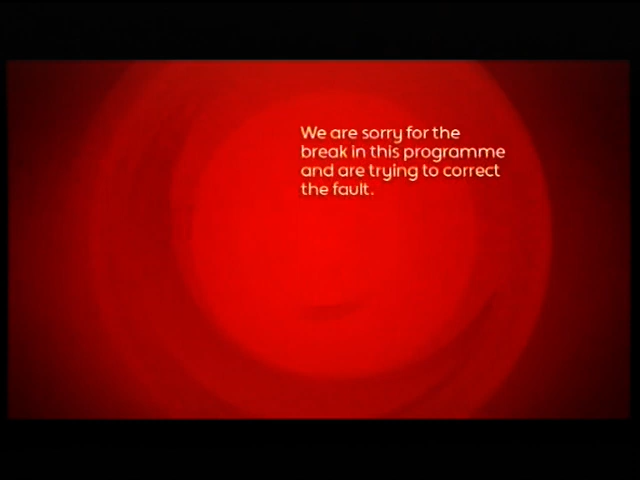 We are sorry for the
break in this programme
and are trying to correct
the fault.